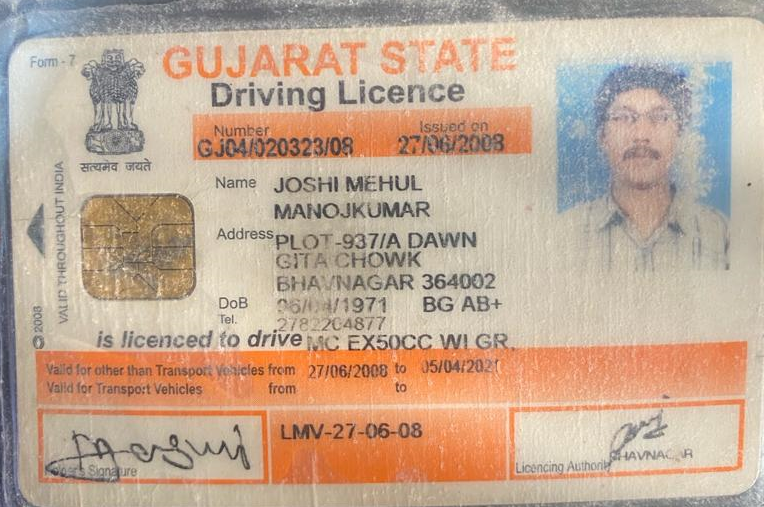 Form - 7
GUJARAT STATE
Driving Licence
Number Issued on
GJ04/020323/08 27/06/2008
सत्यमेव जयते
Name JOSHI MEHUL
MANOJKUMAR
Address PLOT-937/A DAWN
GITA CHOWK
BHAVNAGAR 364002
DoB 06/04/1971 BG AB+
Tel. 2782204877
© 2008 VALID THROUGHOUT INDIA
is licenced to drive MC EX50CC WI GR,
Valid for other than Transport Vehicles from 27/06/2008 to 05/04/2021
Valid for Transport Vehicles from to
LMV-27-06-08
Holder's Signature
Licencing Authority BHAVNAGAR